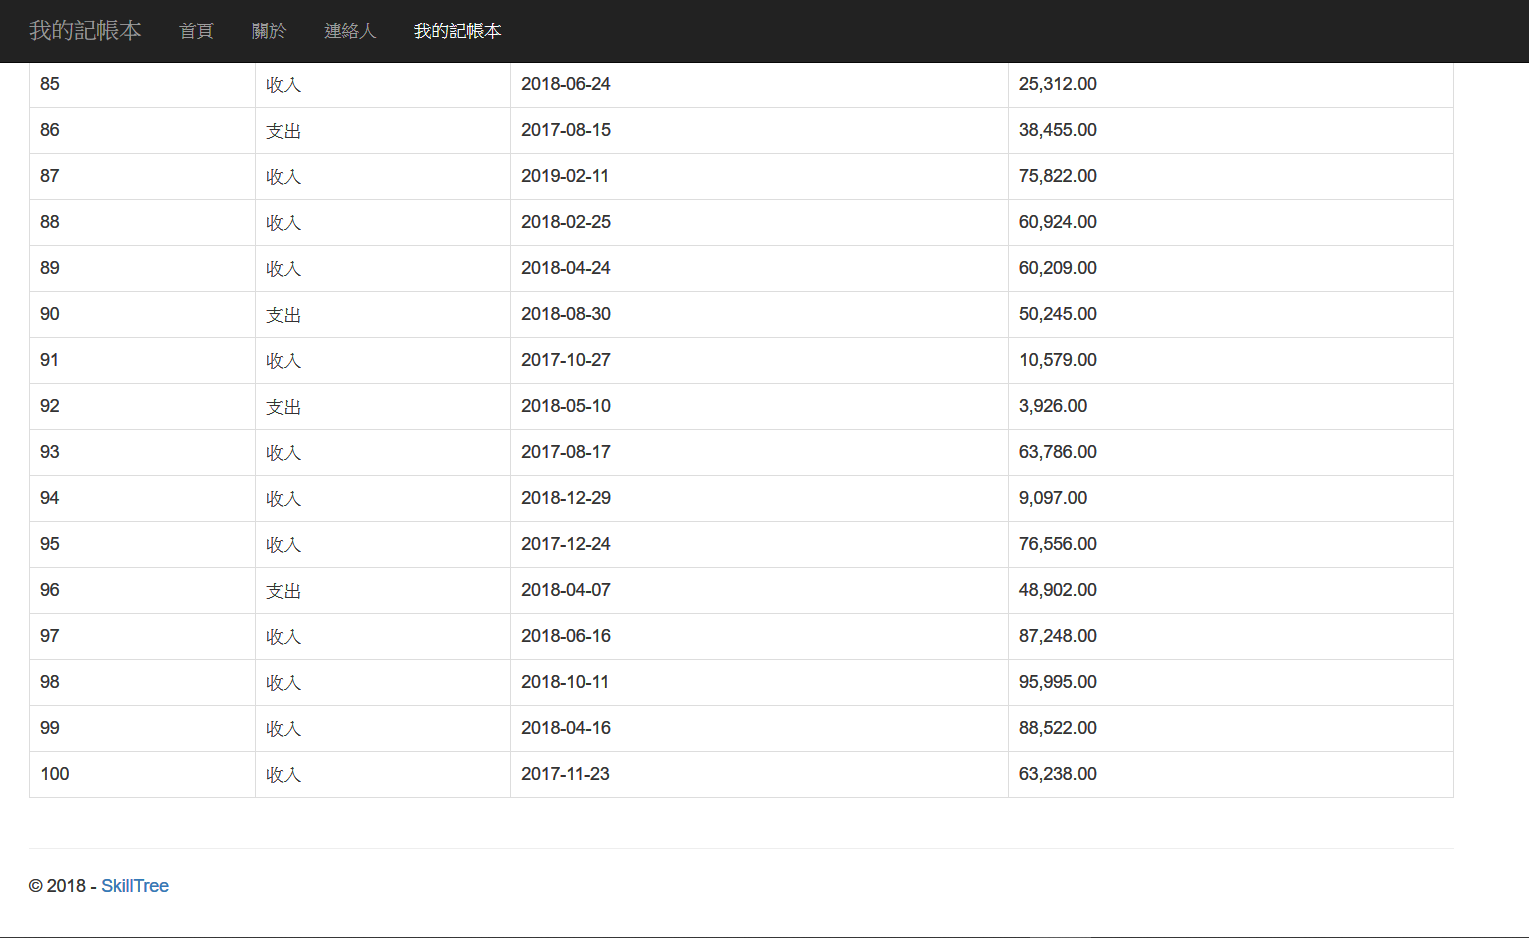 我的記帳本 首頁 關於 連絡人 我的記帳本
85 收入 2018-06-24 25,312.00
86 支出 2017-08-15 38,455.00
87 收入 2019-02-11 75,822.00
88 收入 2018-02-25 60,924.00
89 收入 2018-04-24 60,209.00
90 支出 2018-08-30 50,245.00
91 收入 2017-10-27 10,579.00
92 支出 2018-05-10 3,926.00
93 收入 2017-08-17 63,786.00
94 收入 2018-12-29 9,097.00
95 收入 2017-12-24 76,556.00
96 支出 2018-04-07 48,902.00
97 收入 2018-06-16 87,248.00
98 收入 2018-10-11 95,995.00
99 收入 2018-04-16 88,522.00
100 收入 2017-11-23 63,238.00
© 2018 - SkillTree